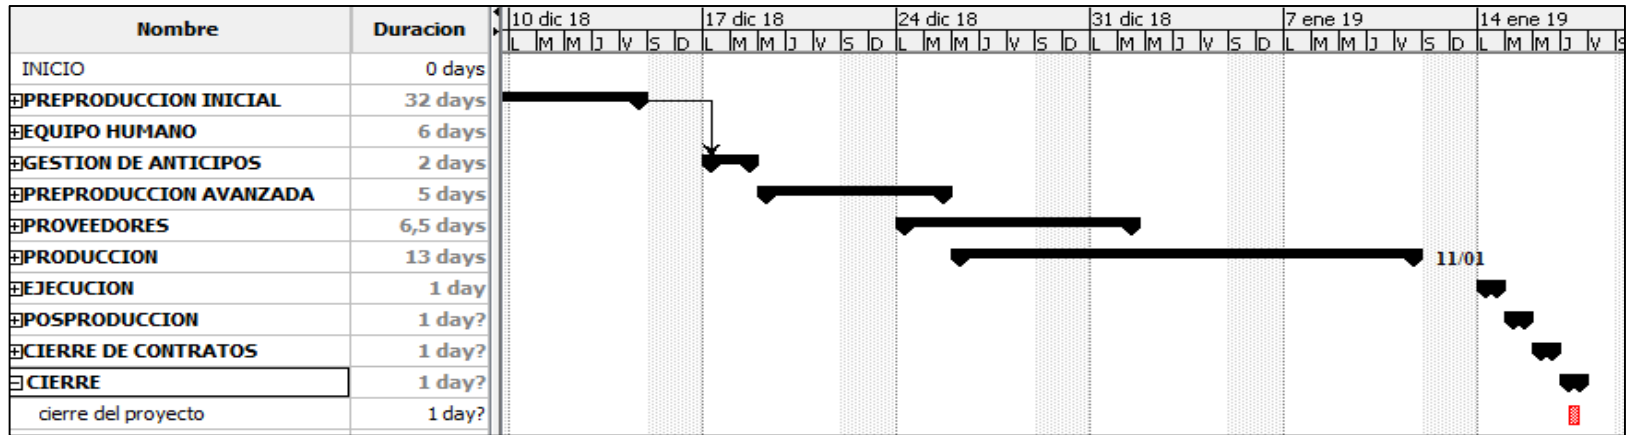 Nombre Duracion 10 dic 18 17 dic 18 24 dic 18 31 dic 18 7 ene 19 14 ene 19
L M M J V S D L M M J V S D L M M J V S D L M M J V S D L M M J V S D L M M J V S
INICIO 0 days
PREPRODUCCION INICIAL 32 days
EQUIPO HUMANO 6 days
GESTION DE ANTICIPOS 2 days
PREPRODUCCION AVANZADA 5 days
PROVEEDORES 6,5 days
PRODUCCION 13 days 11/01
EJECUCION 1 day
POSPRODUCCION 1 day?
CIERRE DE CONTRATOS 1 day?
CIERRE 1 day?
cierre del proyecto 1 day?